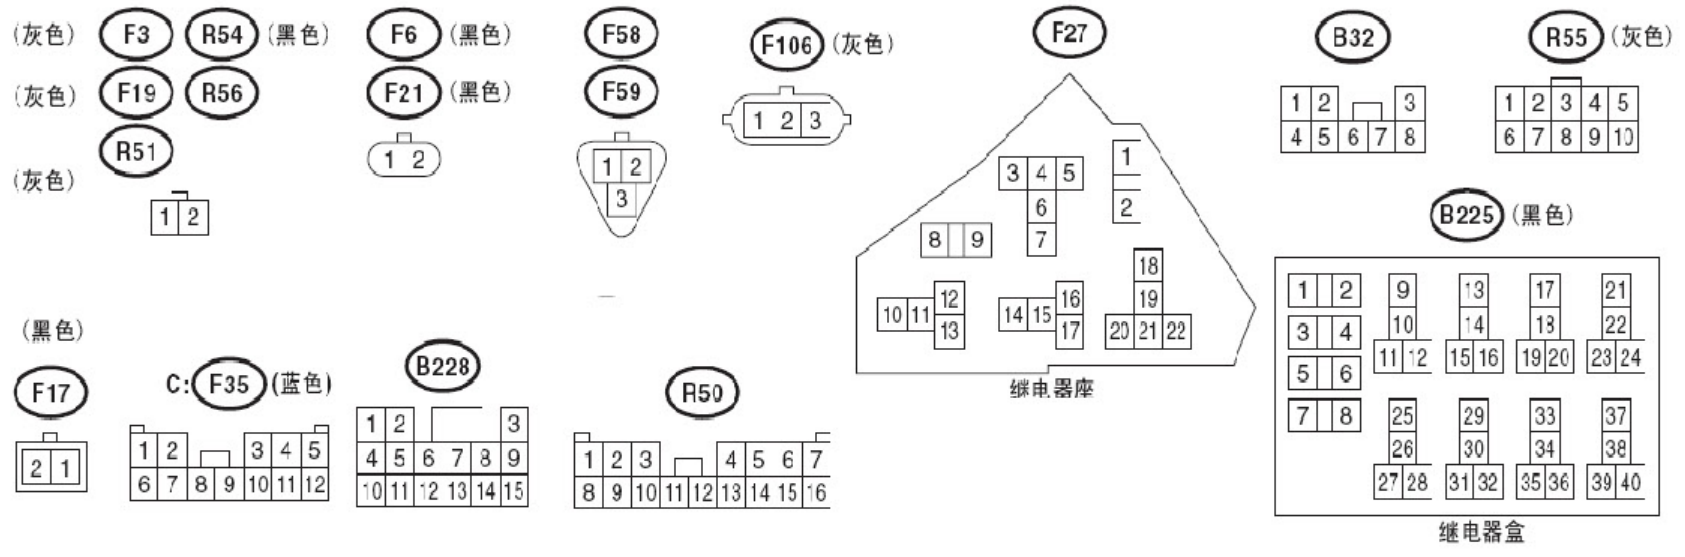 (灰色) F3 R54 (黑色)
(灰色) F19 R56
R51
(灰色)
1 2
F6 (黑色)
F21 (黑色)
1 2
F58
F59
1 2
3
F106 (灰色)
1 2 3
F27
1
2
3 4 5
6
7
8 9
10 11 12
13
14 15 16
17
18
19
20 21 22
继电器座
B32
1 2 3
4 5 6 7 8
R55 (灰色)
1 2 3 4 5
6 7 8 9 10
(黑色)
F17
2 1
C: F35 (蓝色)
1 2 3 4 5
6 7 8 9 10 11 12
B228
1 2 3
4 5 6 7 8 9
10 11 12 13 14 15
R50
1 2 3 4 5 6 7
8 9 10 11 12 13 14 15 16
B225 (黑色)
1 2 9 13 17 21
3 4 10 14 18 22
5 6 11 12 15 16 19 20 23 24
7 8 25 29 33 37
26 30 34 38
27 28 31 32 35 36 39 40
继电器盒